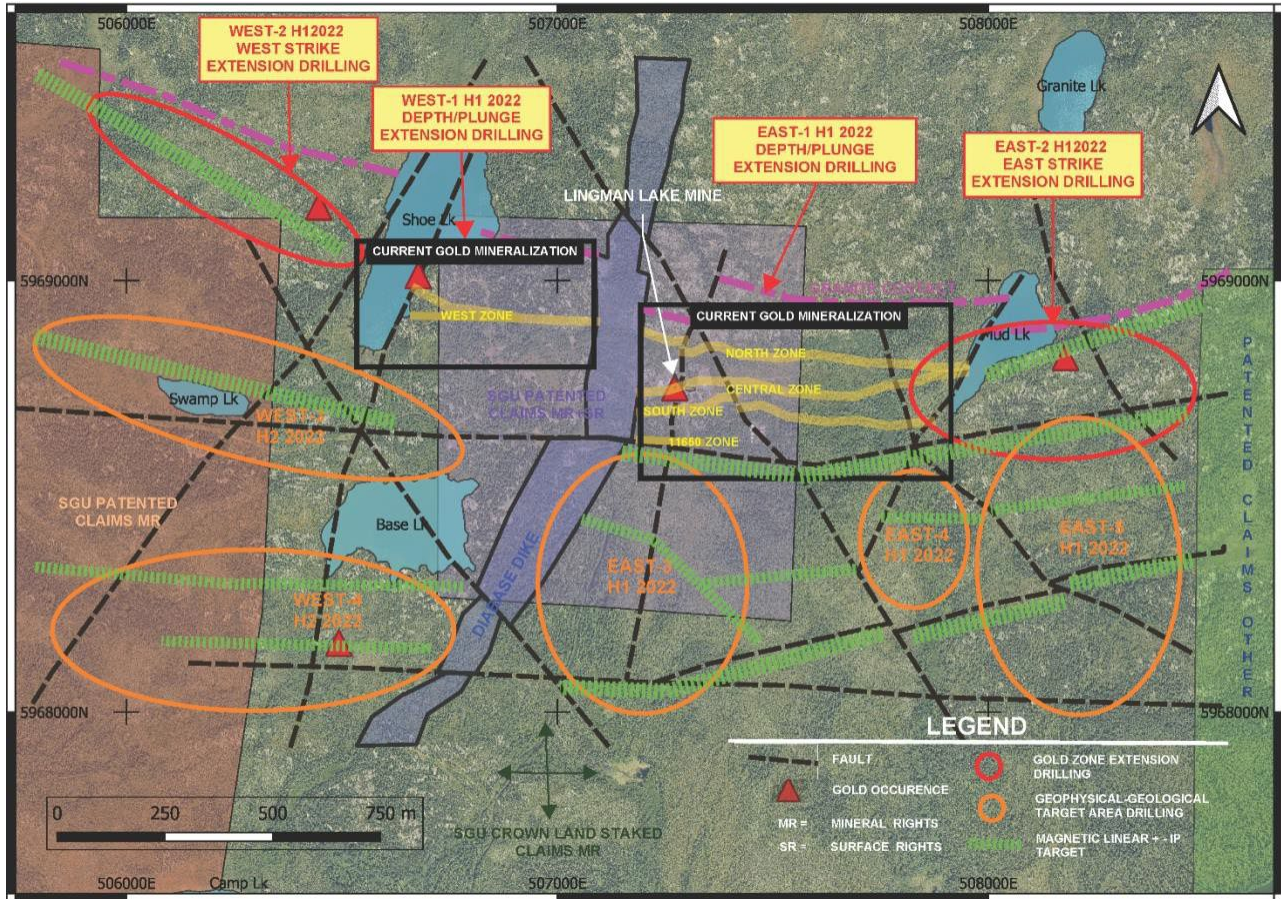 506000E
507000E
508000E
WEST-2 H12022
WEST STRIKE
EXTENSION DRILLING
WEST-1 H1 2022
DEPTH/PLUNGE
EXTENSION DRILLING
EAST-1 H1 2022
DEPTH/PLUNGE
EXTENSION DRILLING
EAST-2 H12022
EAST STRIKE
EXTENSION DRILLING
Granite Lk
LINGMAN LAKE MINE
Shoe Lk
CURRENT GOLD MINERALIZATION
5969000N
5969000N
CURRENT GOLD MINERALIZATION
WEST ZONE
Mud Lk
NORTH ZONE
CENTRAL ZONE
SOUTH ZONE
11650 ZONE
Swamp Lk
H2 2023
SGU PATENTED
CLAIMS MR+SR
SGU PATENTED
CLAIMS MR
Base Lk
DIABASE DIKE
H1 2022
EAST-4
H1 2022
H1 2022
WEST-4
H2 2023
PATENTED CLAIMS OTHER
5968000N
5968000N
LEGEND
FAULT
GOLD OCCURENCE
MR = MINERAL RIGHTS
SR = SURFACE RIGHTS
GOLD ZONE EXTENSION
DRILLING
GEOPHYSICAL-GEOLOGICAL
TARGET AREA DRILLING
MAGNETIC LINEAR + - IP
TARGET
0 250 500 750 m
SGU CROWN LAND STAKED
CLAIMS MR
506000E
Camp Lk
507000E
508000E